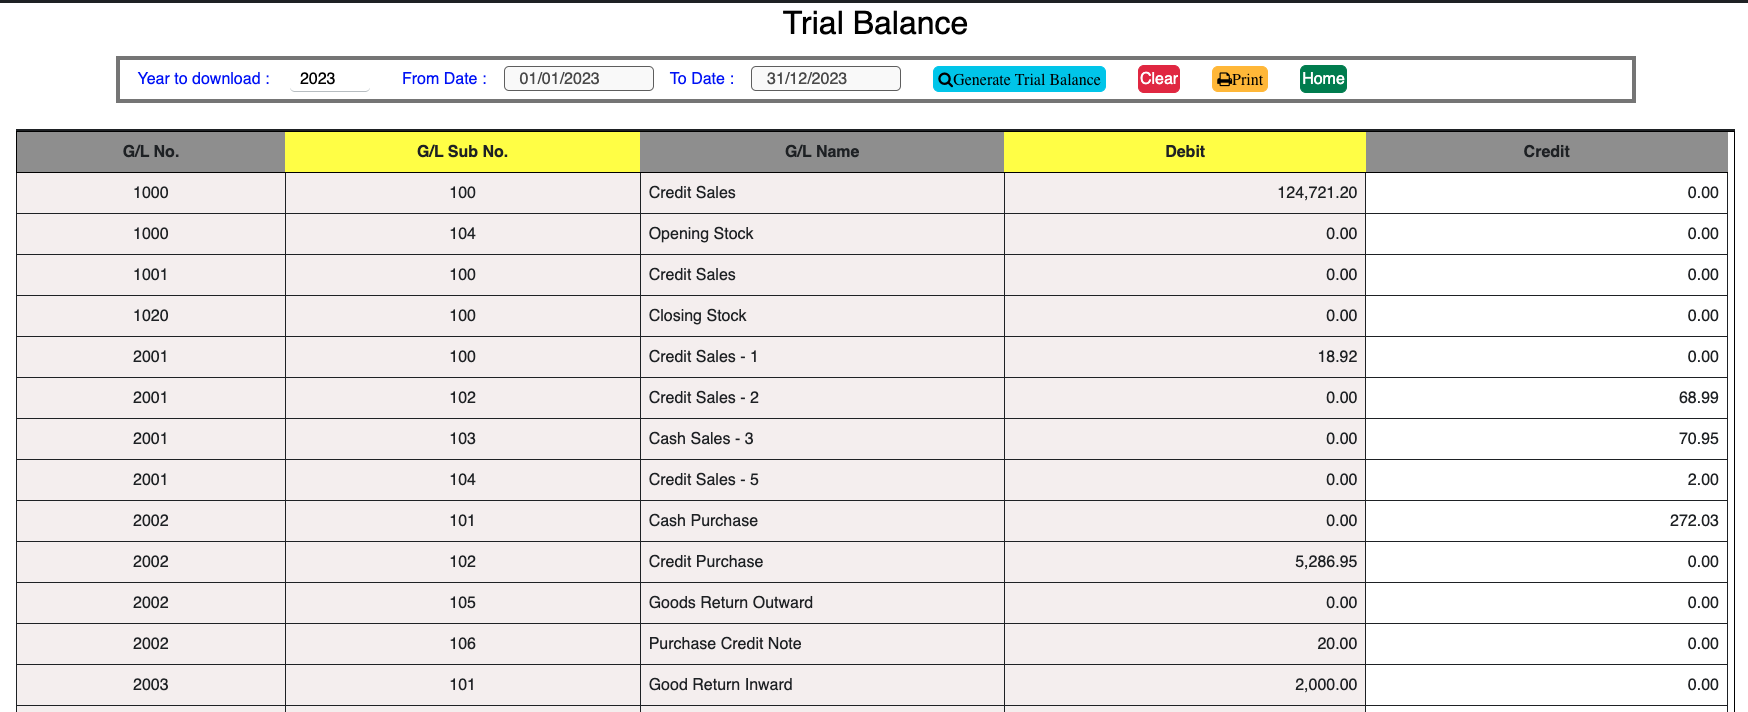 Trial Balance
Year to download : 2023 From Date : 01/01/2023 To Date : 31/12/2023 Generate Trial Balance Clear Print Home
G/L No. G/L Sub No. G/L Name Debit Credit
1000 100 Credit Sales 124,721.20 0.00
1000 104 Opening Stock 0.00 0.00
1001 100 Credit Sales 0.00 0.00
1020 100 Closing Stock 0.00 0.00
2001 100 Credit Sales - 1 18.92 0.00
2001 102 Credit Sales - 2 0.00 68.99
2001 103 Cash Sales - 3 0.00 70.95
2001 104 Credit Sales - 5 0.00 2.00
2002 101 Cash Purchase 0.00 272.03
2002 102 Credit Purchase 5,286.95 0.00
2002 105 Goods Return Outward 0.00 0.00
2002 106 Purchase Credit Note 20.00 0.00
2003 101 Good Return Inward 2,000.00 0.00